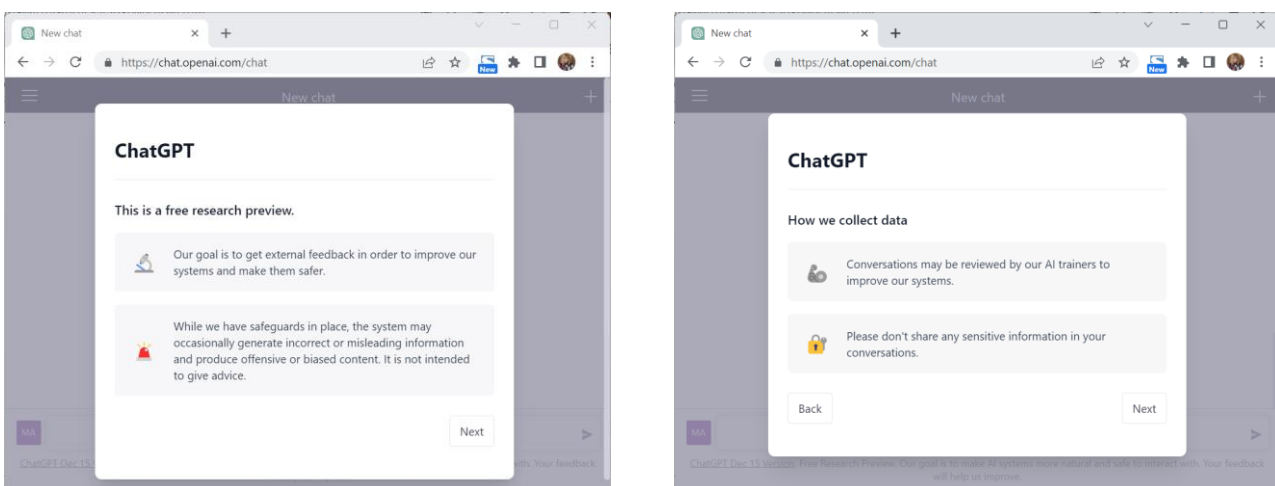 New chat
https://chat.openai.com/chat
New
New chat
ChatGPT
This is a free research preview.
Our goal is to get external feedback in order to improve our
systems and make them safer.
While we have safeguards in place, the system may
occasionally generate incorrect or misleading information
and produce offensive or biased content. It is not intended
to give advice.
Next
MA
ChatGPT Dec 15
with. Your feedback
New chat
https://chat.openai.com/chat
New
New chat
ChatGPT
How we collect data
Conversations may be reviewed by our AI trainers to
improve our systems.
Please don't share any sensitive information in your
conversations.
Back
Next
MA
ChatGPT Dec 15 Version. Free Research Preview. Our goal is to make AI systems more natural and safe to interact with. Your feedback
will help us improve.